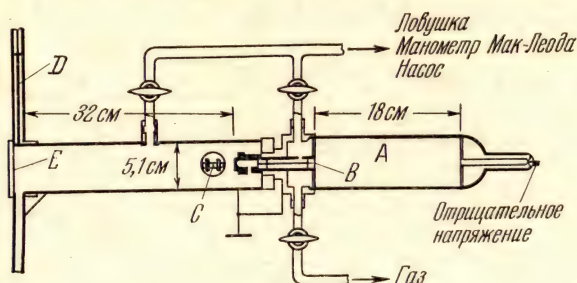 Ловушка
Манометр Мак-Леода
Насос
D
32 см
18 см
A
E
5,1 см
C
B
Отрицательное
напряжение
Газ